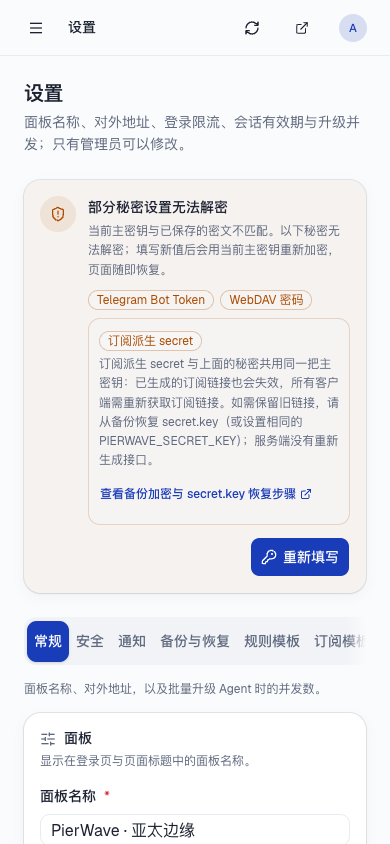 设置
A
设置
面板名称、对外地址、登录限流、会话有效期与升级并
发；只有管理员可以修改。
部分秘密设置无法解密
当前主密钥与已保存的密文不匹配。以下秘密无
法解密；填写新值后会用当前主密钥重新加密，
页面随即恢复。
Telegram Bot Token WebDAV 密码
订阅派生 secret
订阅派生 secret 与上面的秘密共用同一把主
密钥：已生成的订阅链接也会失效，所有客户
端需重新获取订阅链接。如需保留旧链接，请
从备份恢复 secret.key（或设置相同的
PIERWAVE_SECRET_KEY）；服务端没有重新
生成接口。
查看备份加密与 secret.key 恢复步骤
重新填写
常规 安全 通知 备份与恢复 规则模板 订阅模板
面板名称、对外地址，以及批量升级 Agent 时的并发数。
面板
显示在登录页与页面标题中的面板名称。
面板名称 *
PierWave · 亚太边缘